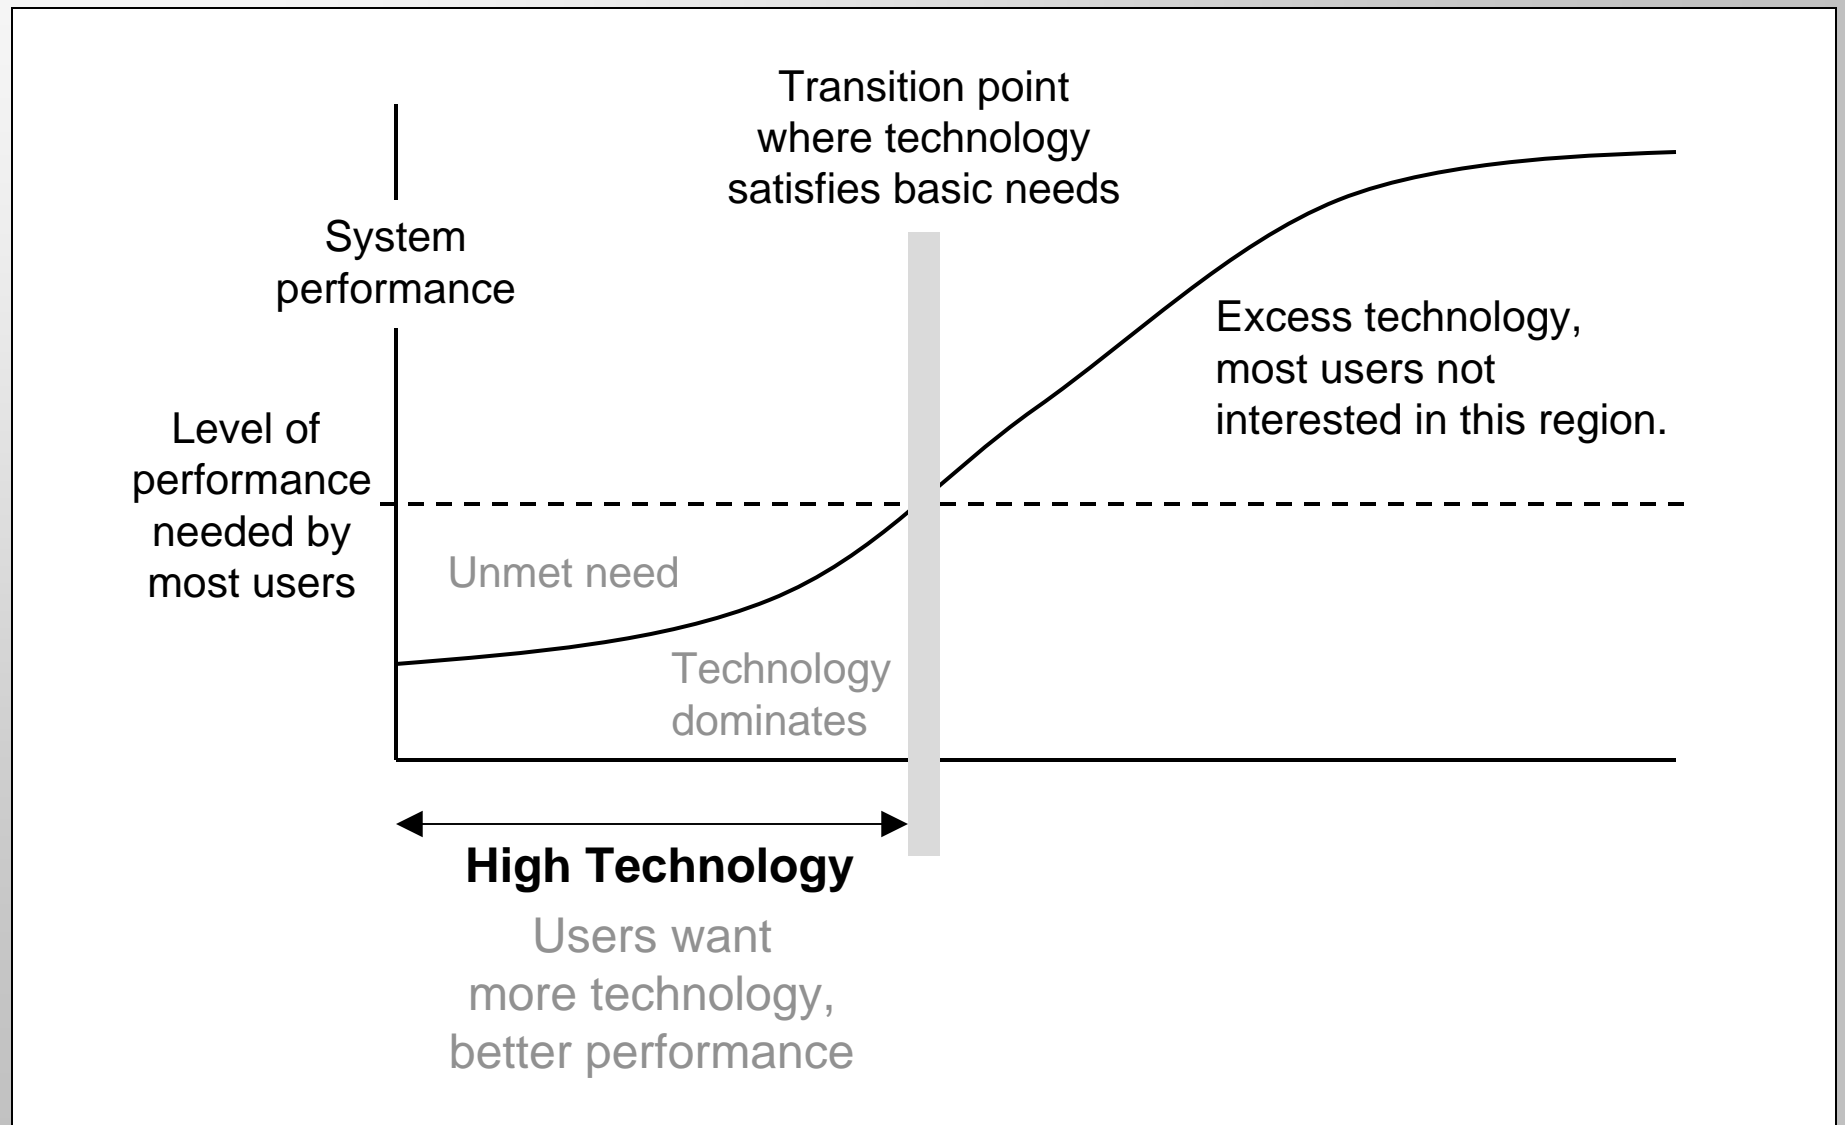 Transition point
where technology
satisfies basic needs
System
performance
Excess technology,
most users not
interested in this region.
Level of
performance
needed by
most users
Unmet need
Technology
dominates
High Technology
Users want
more technology,
better performance